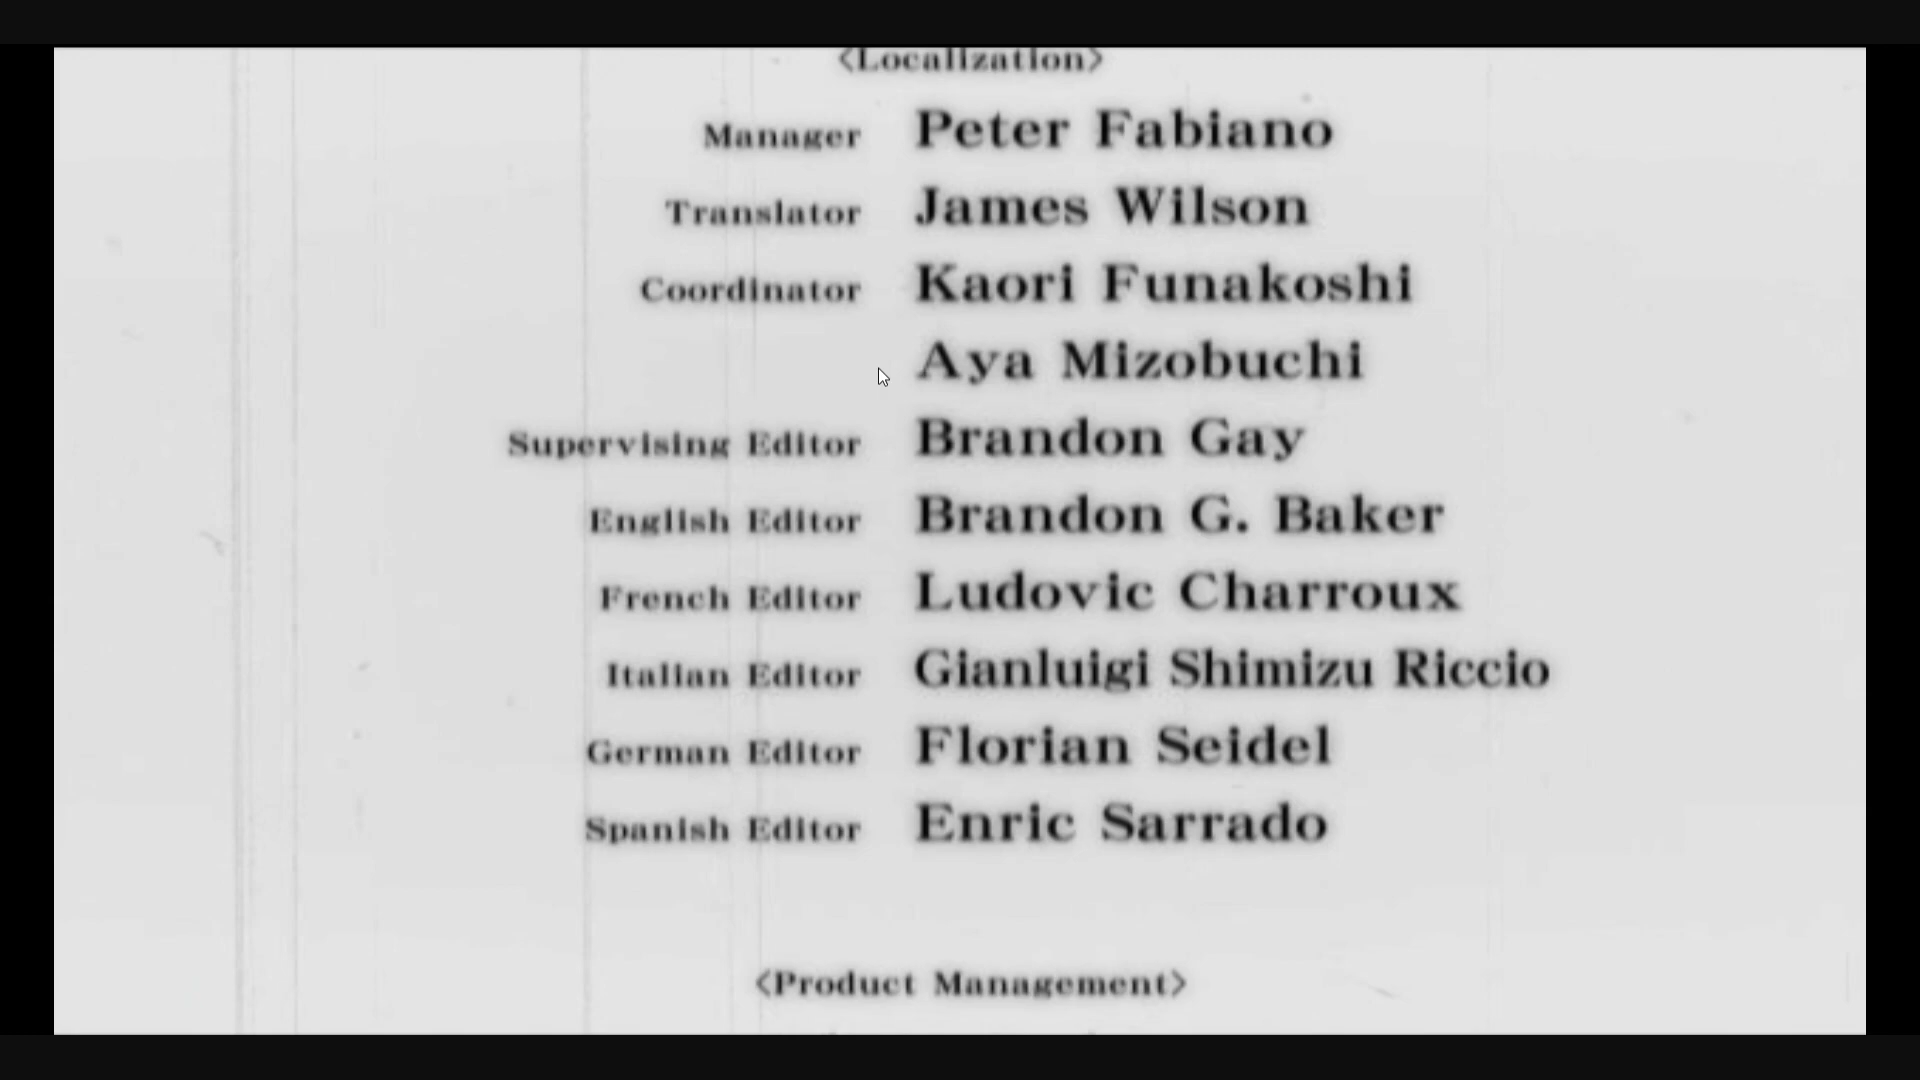 <Localization>
Manager Peter Fabiano
Translator James Wilson
Coordinator Kaori Funakoshi
Aya Mizobuchi
Supervising Editor Brandon Gay
English Editor Brandon G. Baker
French Editor Ludovic Charroux
Italian Editor Gianluigi Shimizu Riccio
German Editor Florian Seidel
Spanish Editor Enric Sarrado
<Product Management>